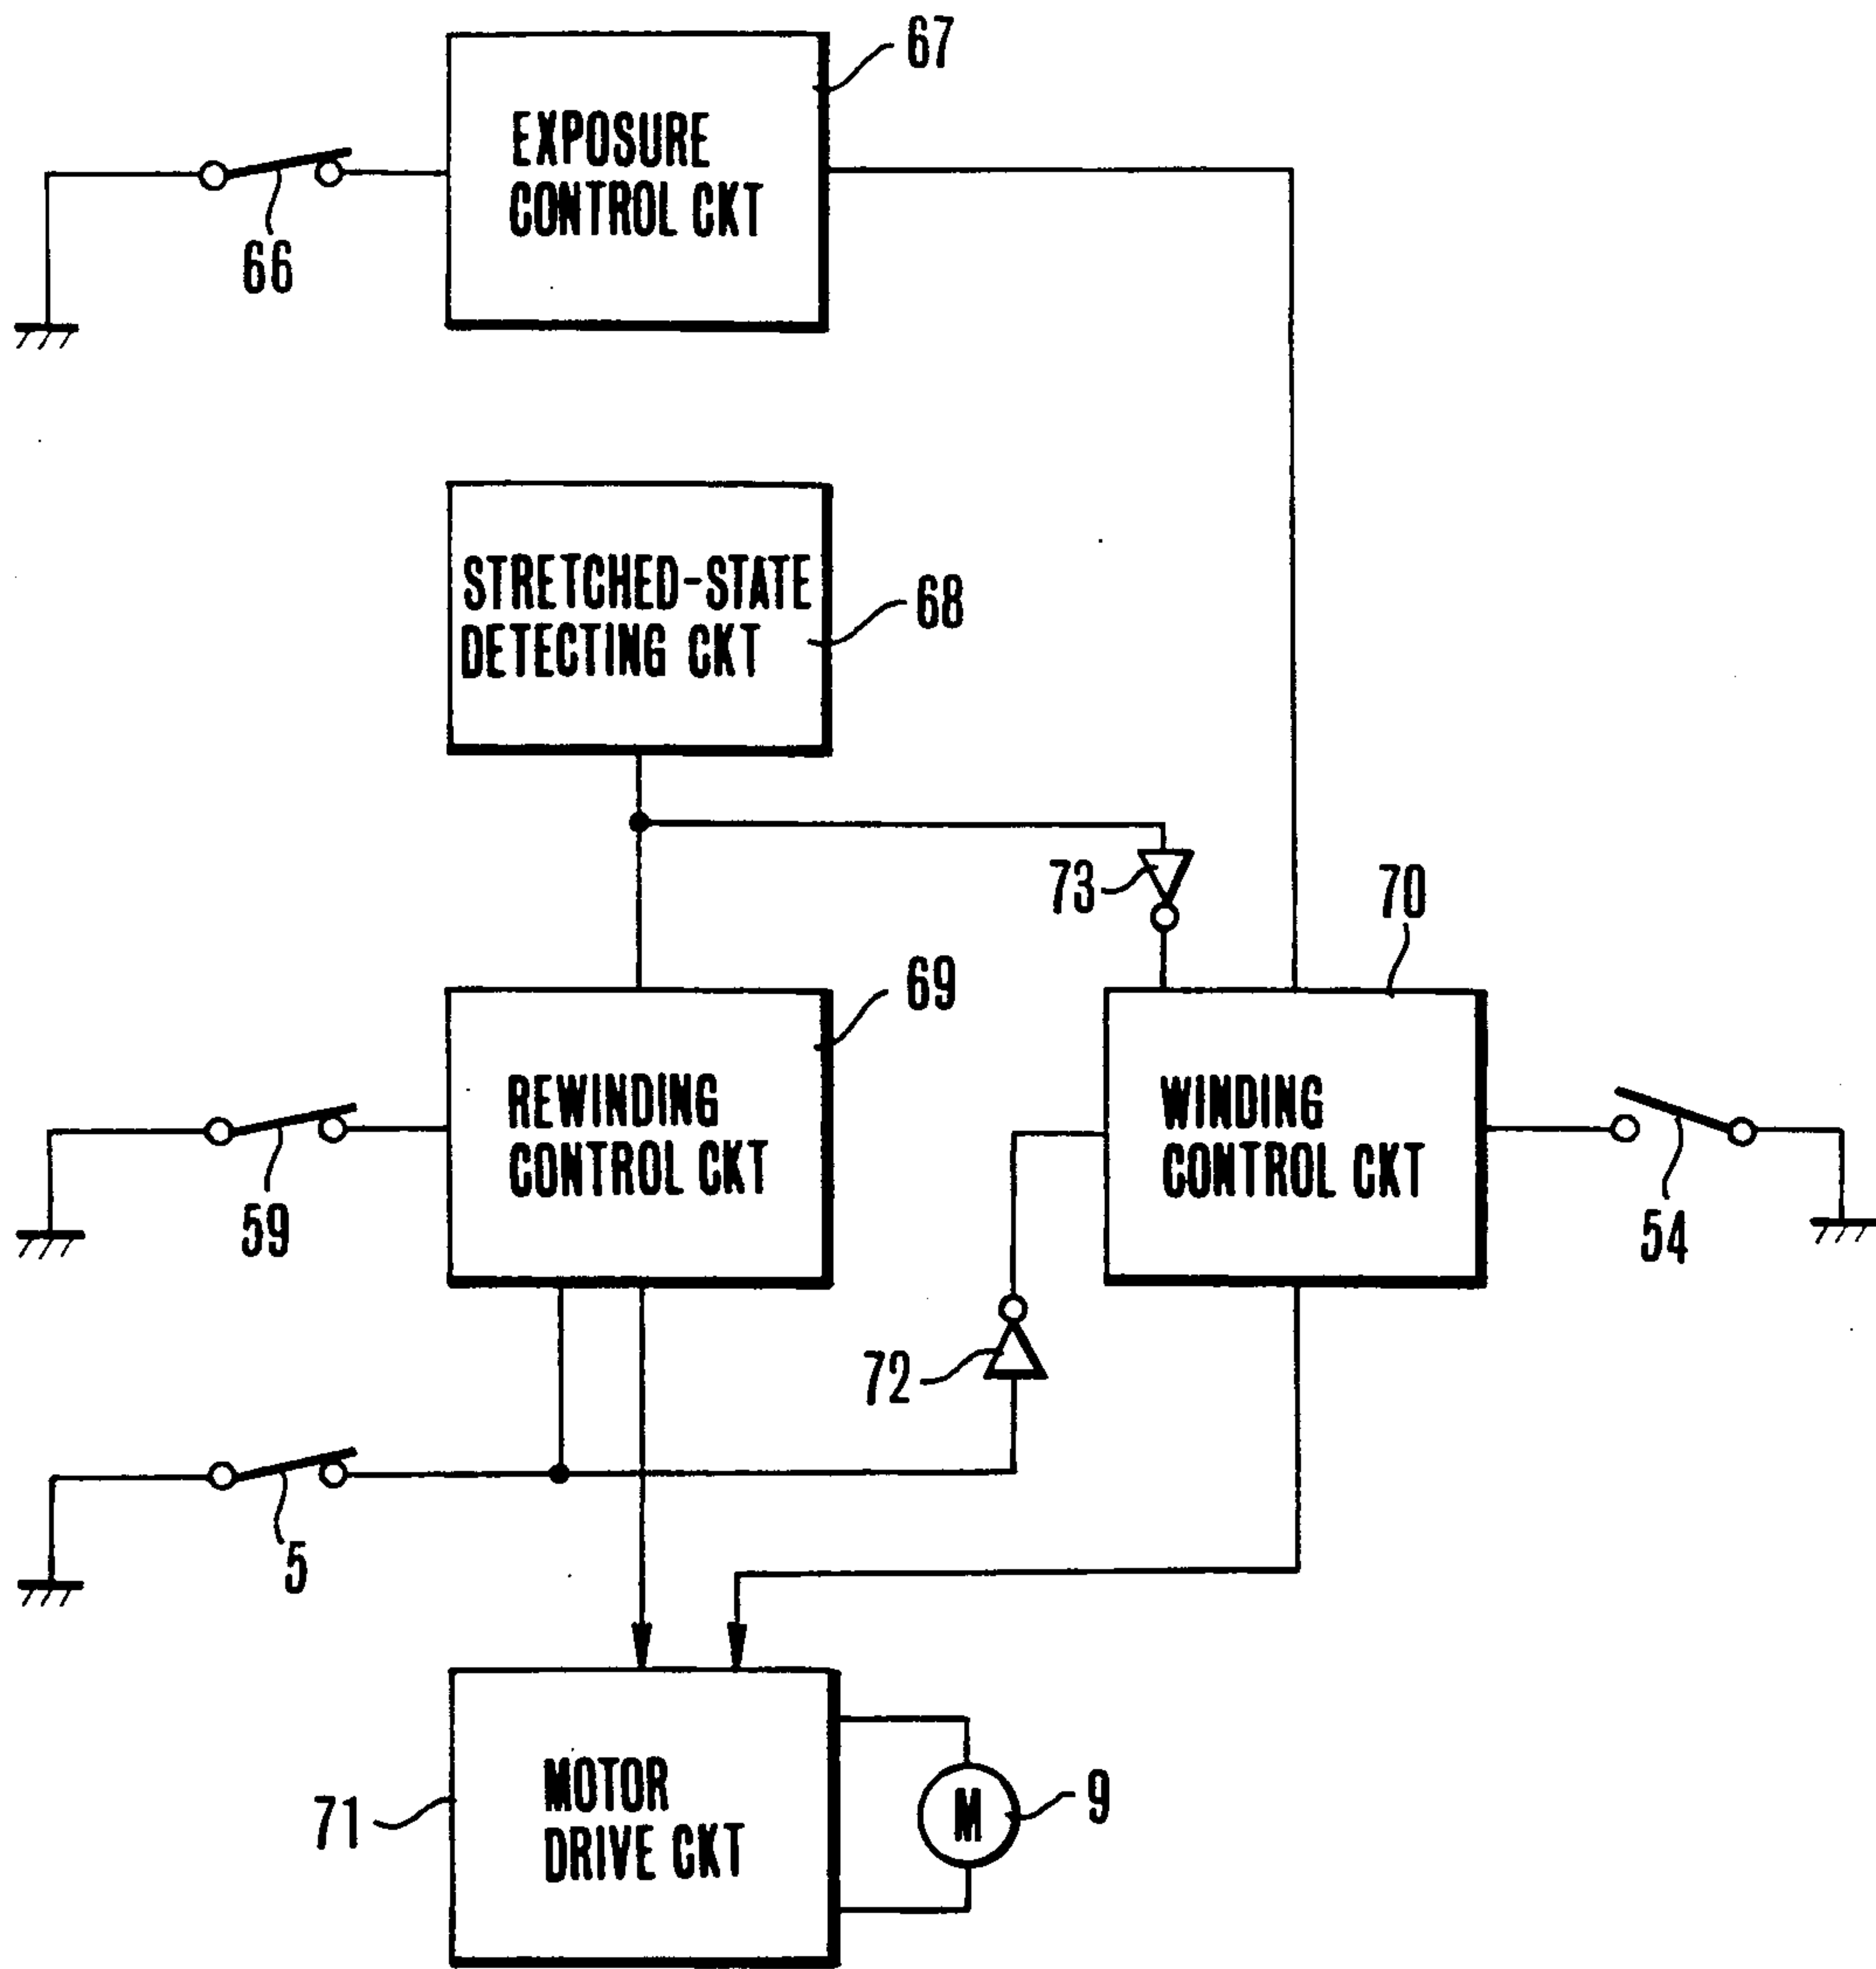 67
EXPOSURE
CONTROL CKT
66
STRETCHED-STATE
DETECTING CKT
68
73
70
69
REWINDING
CONTROL CKT
WINDING
CONTROL CKT
59
54
72
5
MOTOR
DRIVE CKT
71
M
9